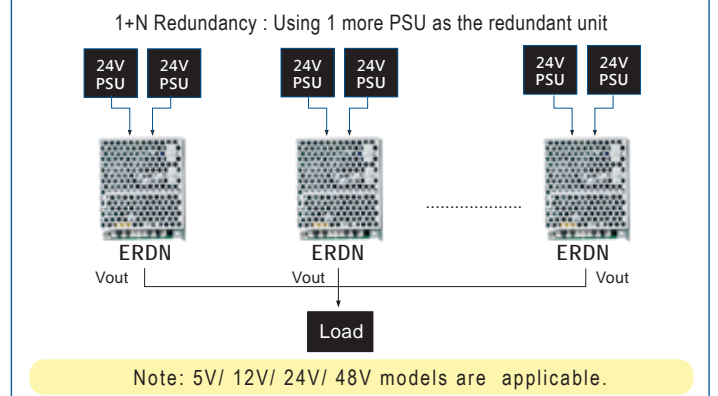 1+N Redundancy : Using 1 more PSU as the redundant unit
24V PSU 24V PSU 24V PSU 24V PSU 24V PSU 24V PSU
.....................
ERDN ERDN ERDN
Vout Vout Vout
Load
Note: 5V/ 12V/ 24V/ 48V models are applicable.